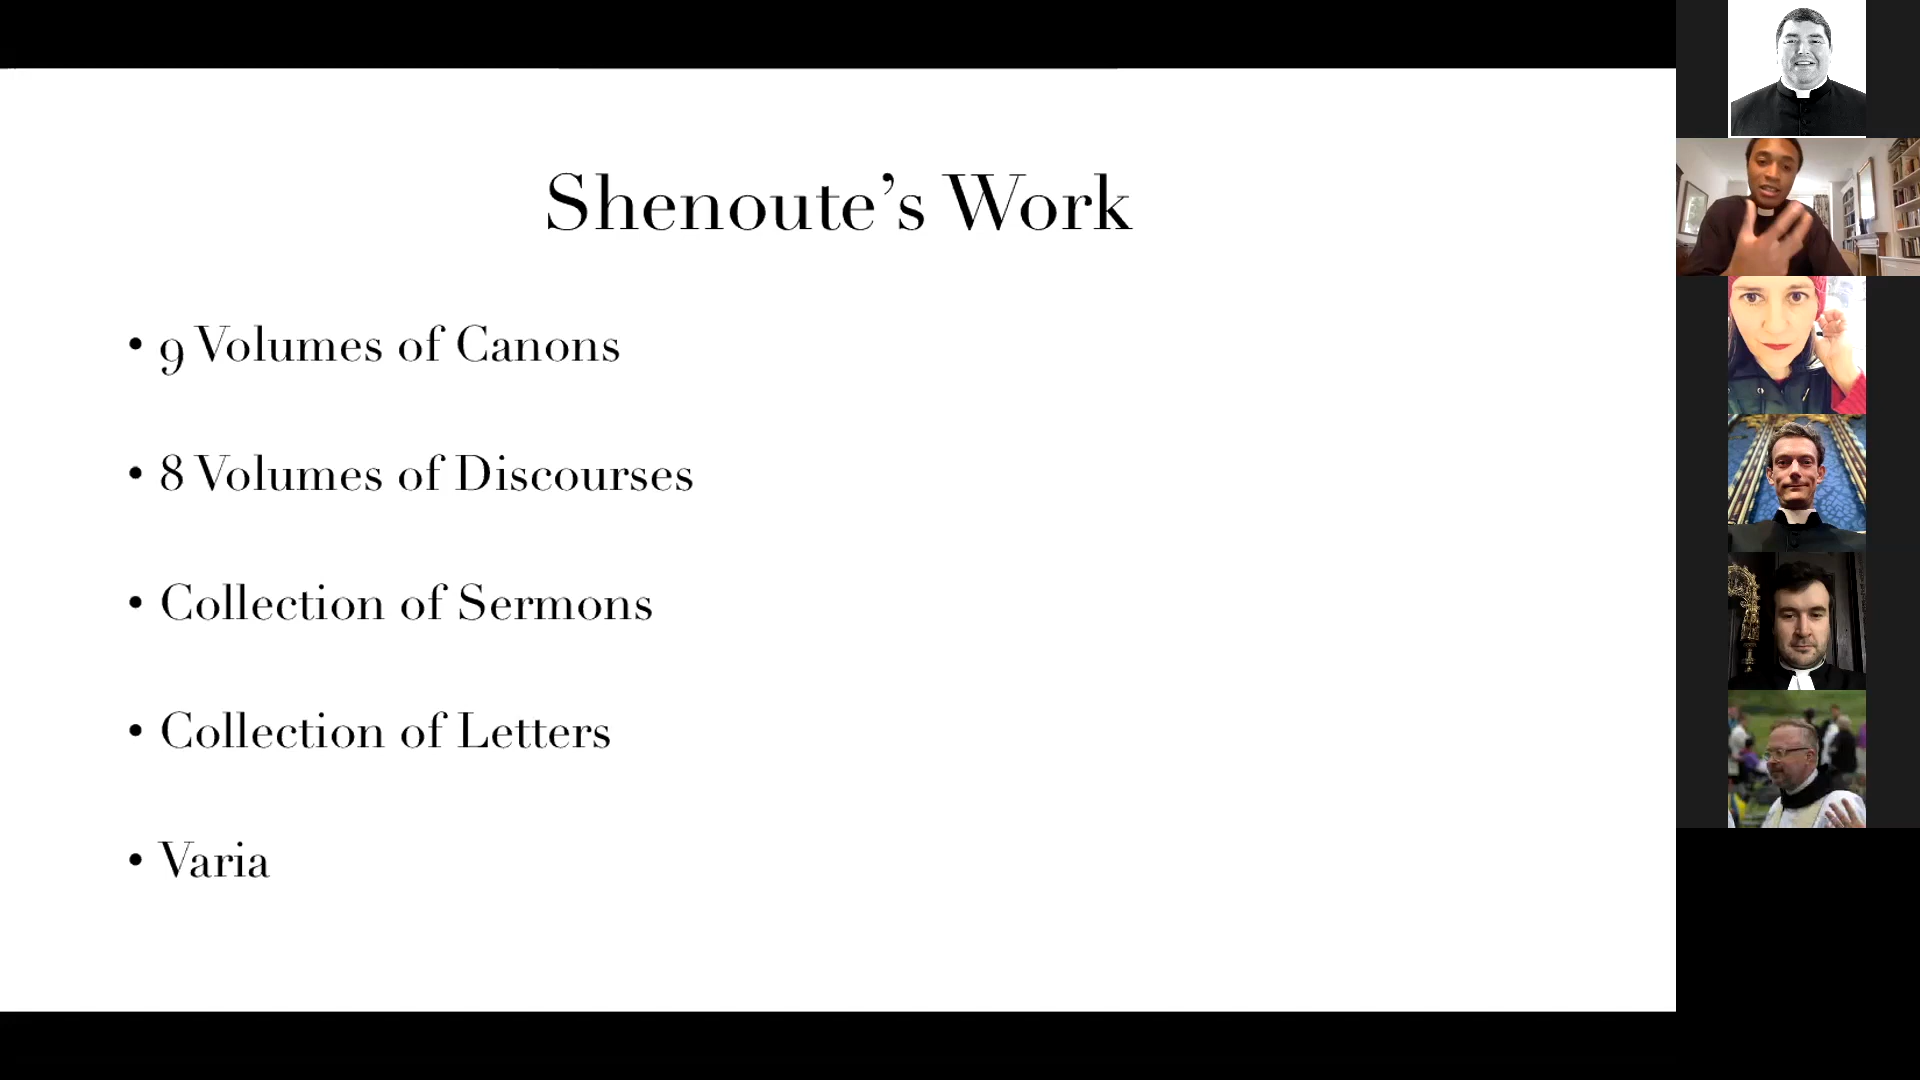 Shenoute’s Work
• 9 Volumes of Canons
• 8 Volumes of Discourses
• Collection of Sermons
• Collection of Letters
• Varia